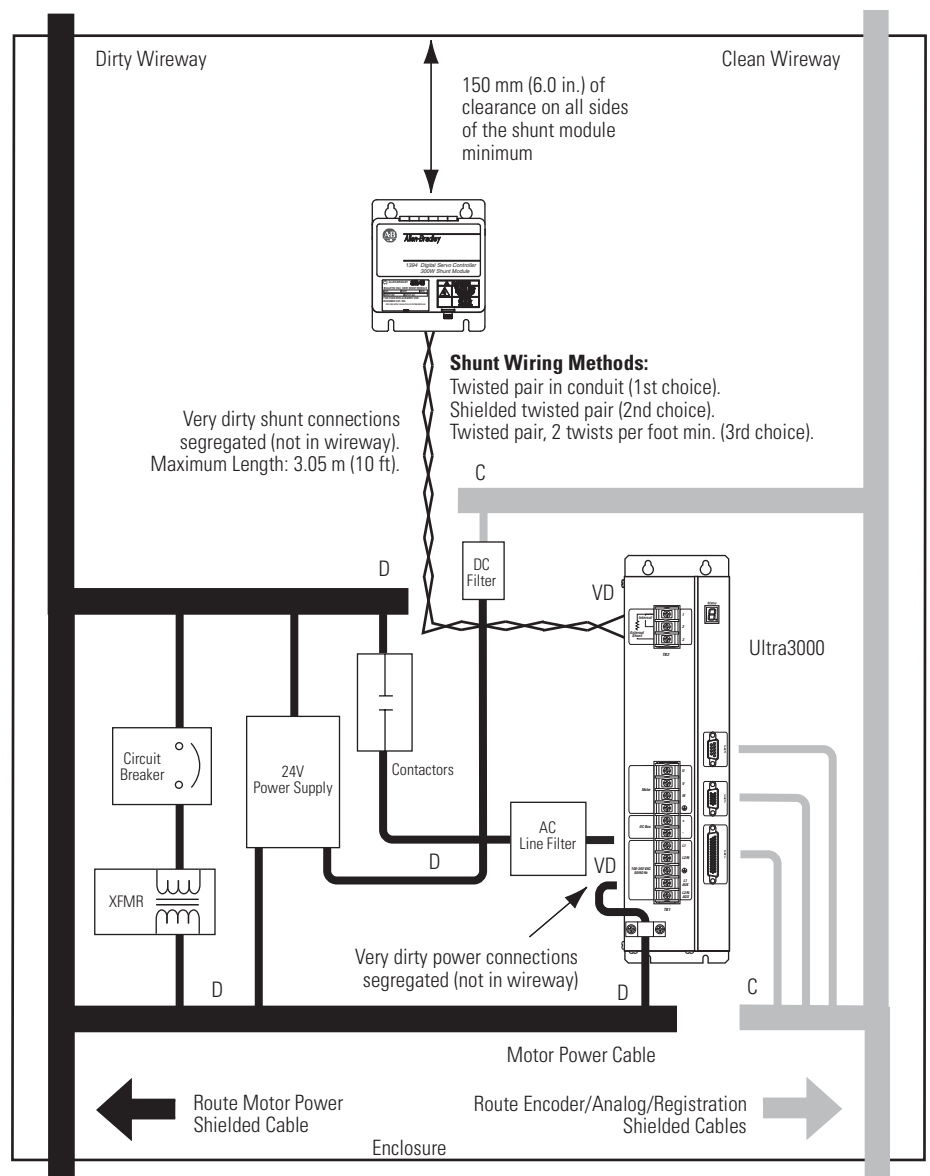 Dirty Wireway
Clean Wireway
150 mm (6.0 in.) of
clearance on all sides
of the shunt module
minimum
Allen-Bradley
1394 Digital Servo Controller
300W Shunt Module
Shunt Wiring Methods:
Twisted pair in conduit (1st choice).
Shielded twisted pair (2nd choice).
Twisted pair, 2 twists per foot min. (3rd choice).
Very dirty shunt connections
segregated (not in wireway).
Maximum Length: 3.05 m (10 ft).
C
DC
Filter
D
VD
Ultra3000
Circuit
Breaker
24V
Power Supply
Contactors
AC
Line Filter
D
VD
XFMR
Very dirty power connections
segregated (not in wireway)
D
D
C
Motor Power Cable
Route Motor Power
Shielded Cable
Route Encoder/Analog/Registration
Shielded Cables
Enclosure